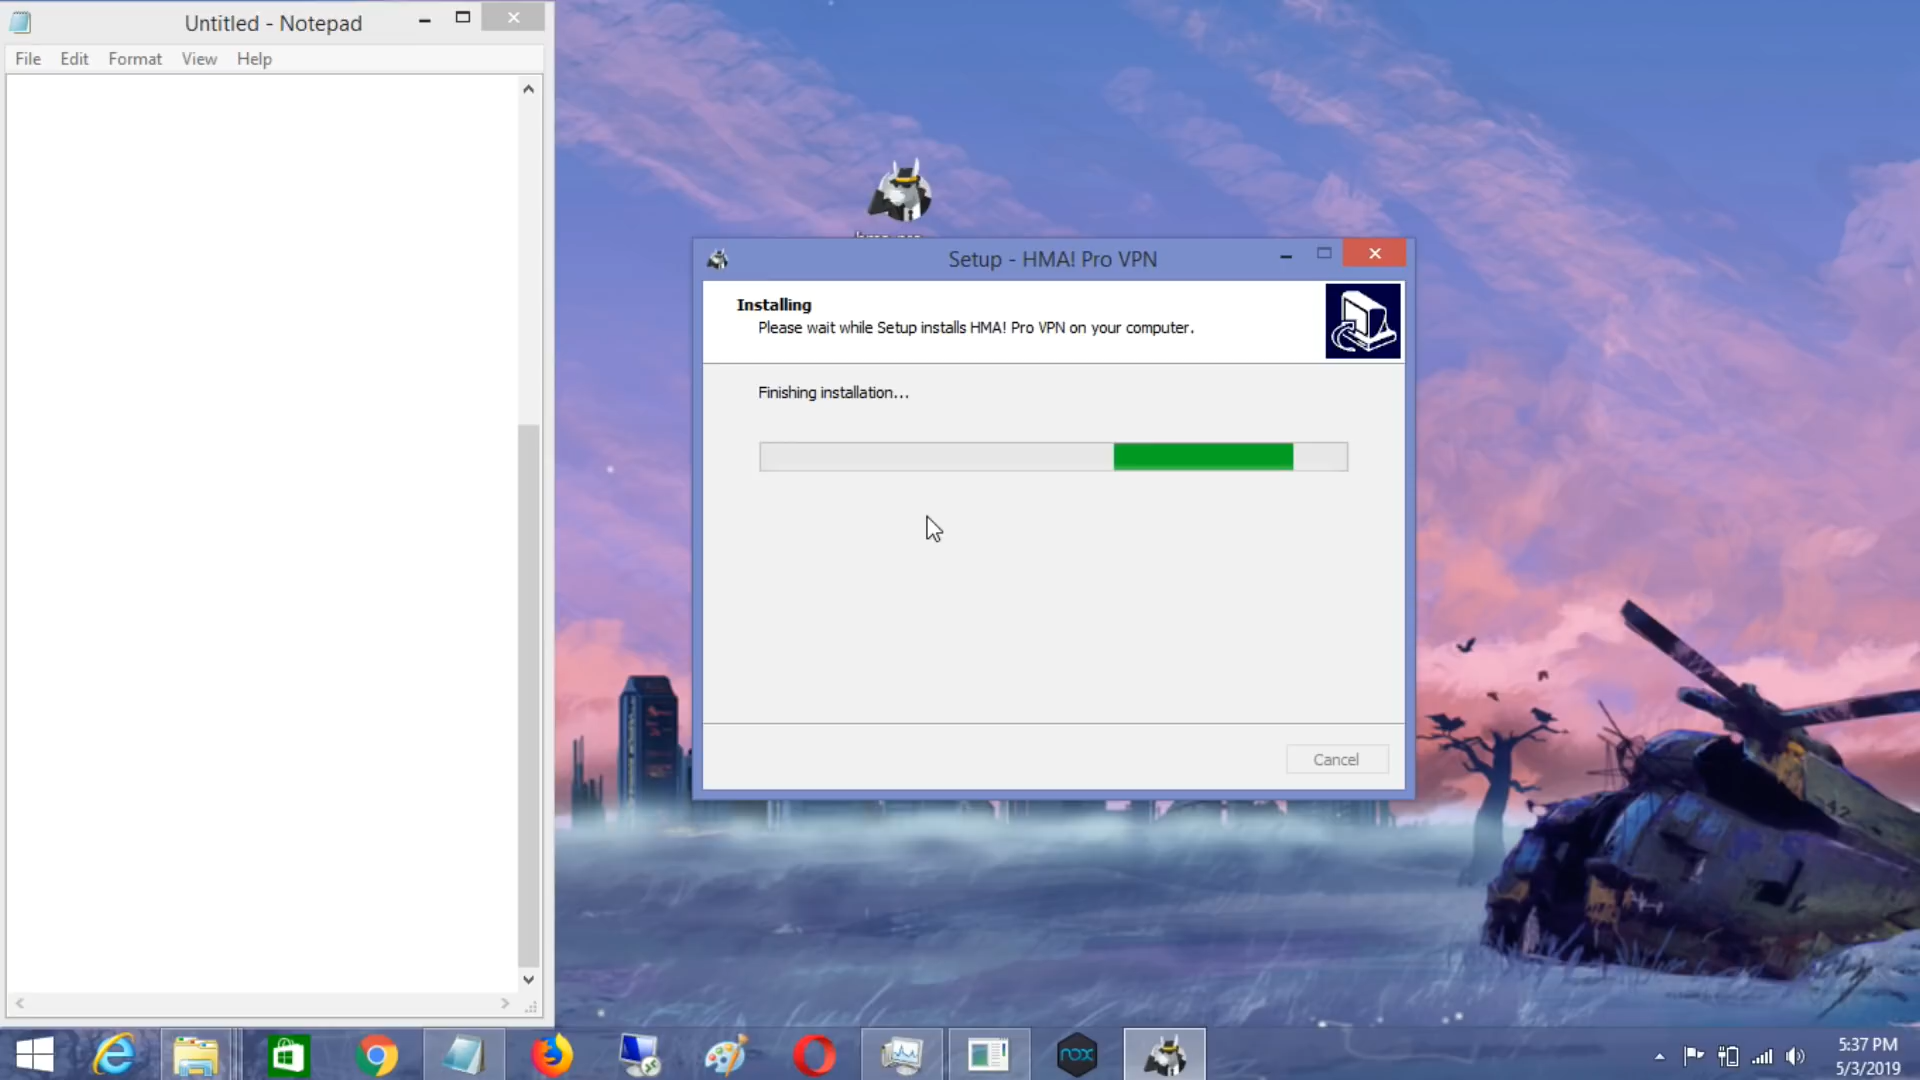 Untitled - Notepad
File Edit Format View Help
Setup - HMA! Pro VPN
Installing
Please wait while Setup installs HMA! Pro VPN on your computer.
Finishing installation...
Cancel
nox
5:37 PM
5/3/2019